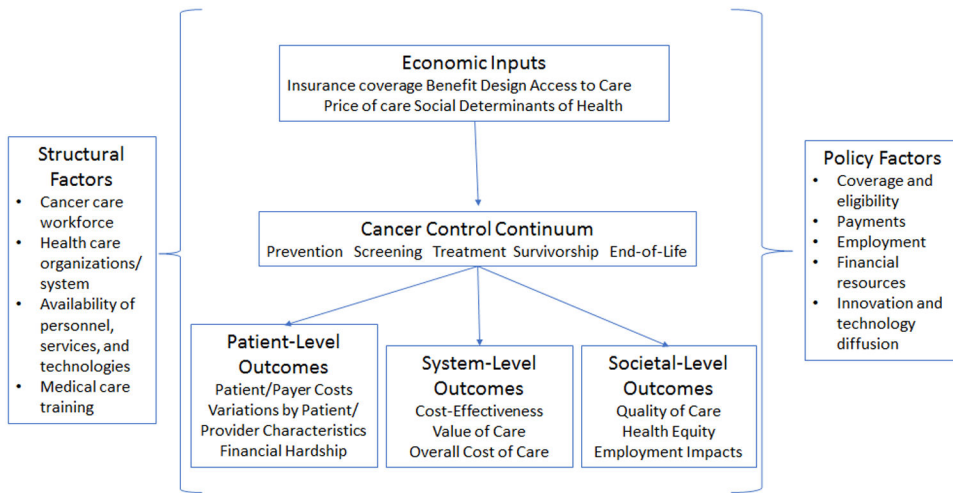 Economic Inputs
Insurance coverage Benefit Design Access to Care
Price of care Social Determinants of Health
Structural
Factors
• Cancer care
workforce
• Health care
organizations/
system
• Availability of
personnel,
services, and
technologies
• Medical care
training
Cancer Control Continuum
Prevention Screening Treatment Survivorship End-of-Life
Patient-Level
Outcomes
Patient/Payer Costs
Variations by Patient/
Provider Characteristics
Financial Hardship
System-Level
Outcomes
Cost-Effectiveness
Value of Care
Overall Cost of Care
Societal-Level
Outcomes
Quality of Care
Health Equity
Employment Impacts
Policy Factors
• Coverage and
eligibility
• Payments
• Employment
• Financial
resources
• Innovation and
technology
diffusion